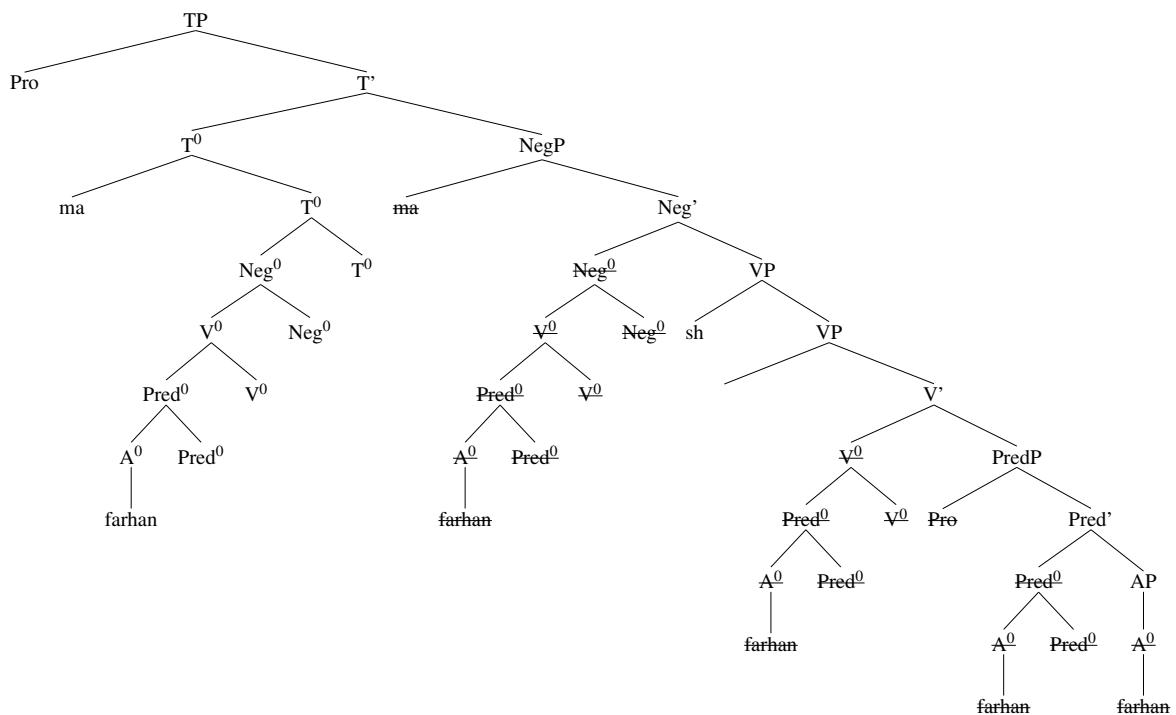 TP
Pro T’
T⁰ NegP
ma T⁰ ma Neg’
Neg⁰ T⁰ Neg⁰ VP
V⁰ Neg⁰ V⁰ Neg⁰ sh VP
Pred⁰ V⁰ Pred⁰ V⁰ V’
A⁰ Pred⁰ A⁰ Pred⁰ V⁰ PredP
farhan farhan Pred⁰ V⁰ Pro Pred’
A⁰ Pred⁰ Pred⁰ AP
farhan A⁰ Pred⁰ A⁰
farhan farhan